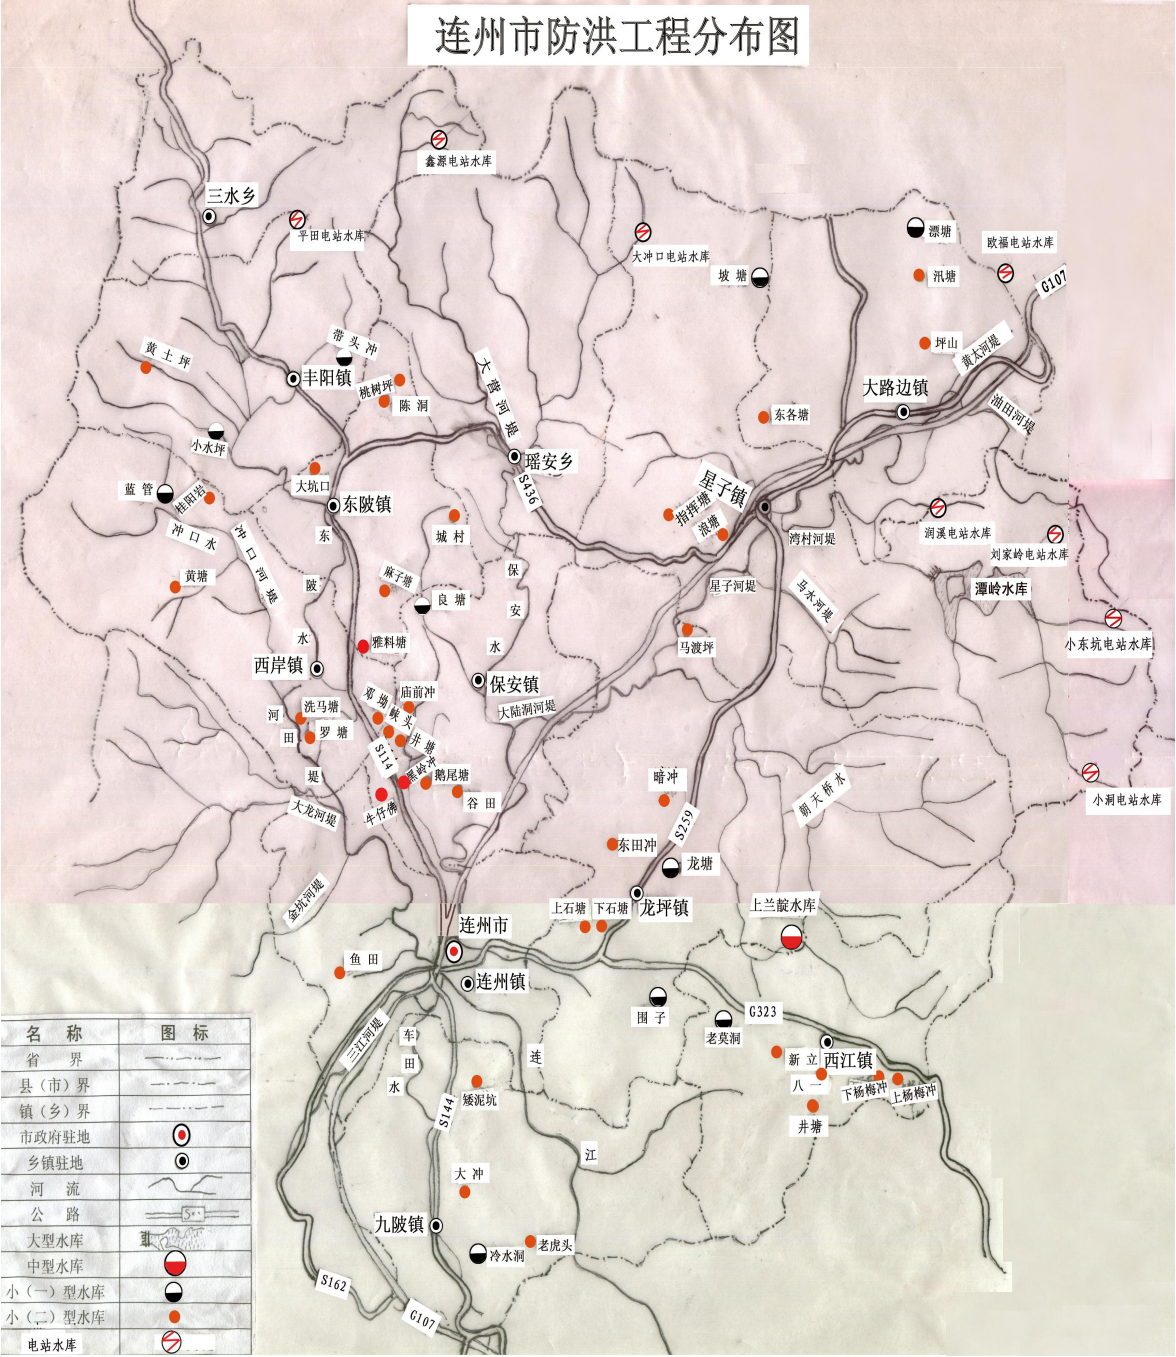 连州市防洪工程分布图
鑫源电站水库
三水乡
平田电站水库
大冲口电站水库
坡塘
漂塘
欧福电站水库
汛塘
G107
黄土坪
带头冲
丰阳镇
桃树坪
陈洞
大营河堤
坪山
黄太河堤
大路边镇
东各塘
油田河堤
小水坪
大坑口
瑶安乡
S436
蓝管
桂阳岩
东陂镇
星子镇
指挥塘
浪塘
湾村河堤
润溪电站水库
刘家岭电站水库
冲口水
冲口河堤
城村
黄塘
麻子塘
良塘
保安水
星子河堤
马水河堤
潭岭水库
小东坑电站水库
东陂水
雅料塘
马渡坪
西岸镇
保安镇
大陆洞河堤
河田堤
洗马塘
罗塘
邓坳
峡头
庙前冲
井塘
S114
黑岭冲
鹅尾塘
牛仔佛
谷田
暗冲
朝天桥水
小洞电站水库
大龙河堤
S259
东田冲
龙塘
金坑河堤
龙坪镇
上石塘
下石塘
上兰靛水库
连州市
鱼田
连州镇
围子
老莫洞
G323
三江河堤
车田水
连江
新立
西江镇
八一
下杨梅冲
上杨梅冲
井塘
矮泥坑
S144
大冲
九陂镇
冷水洞
老虎头
S162
G107
名称 图标
省界
县（市）界
镇（乡）界
市政府驻地
乡镇驻地
河流
公路
大型水库
中型水库
小（一）型水库
小（二）型水库
电站水库